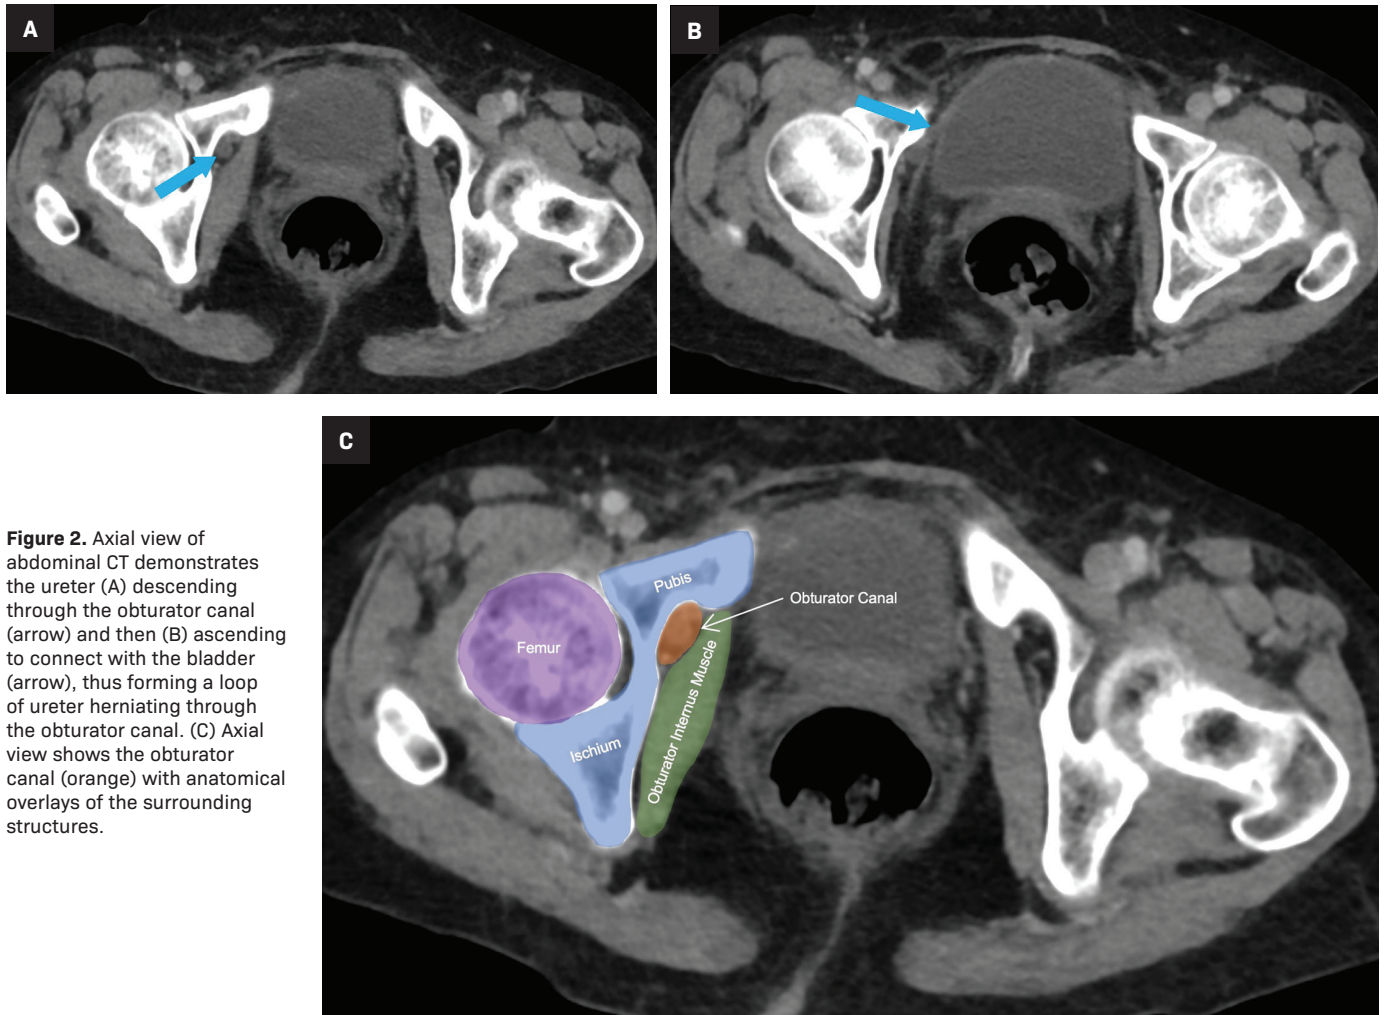 A
B
C
Figure 2. Axial view of
abdominal CT demonstrates
the ureter (A) descending
through the obturator canal
(arrow) and then (B) ascending
to connect with the bladder
(arrow), thus forming a loop
of ureter herniating through
the obturator canal. (C) Axial
view shows the obturator
canal (orange) with anatomical
overlays of the surrounding
structures.
Pubis
Obturator Canal
Femur
Ischium
Obturator Internus Muscle